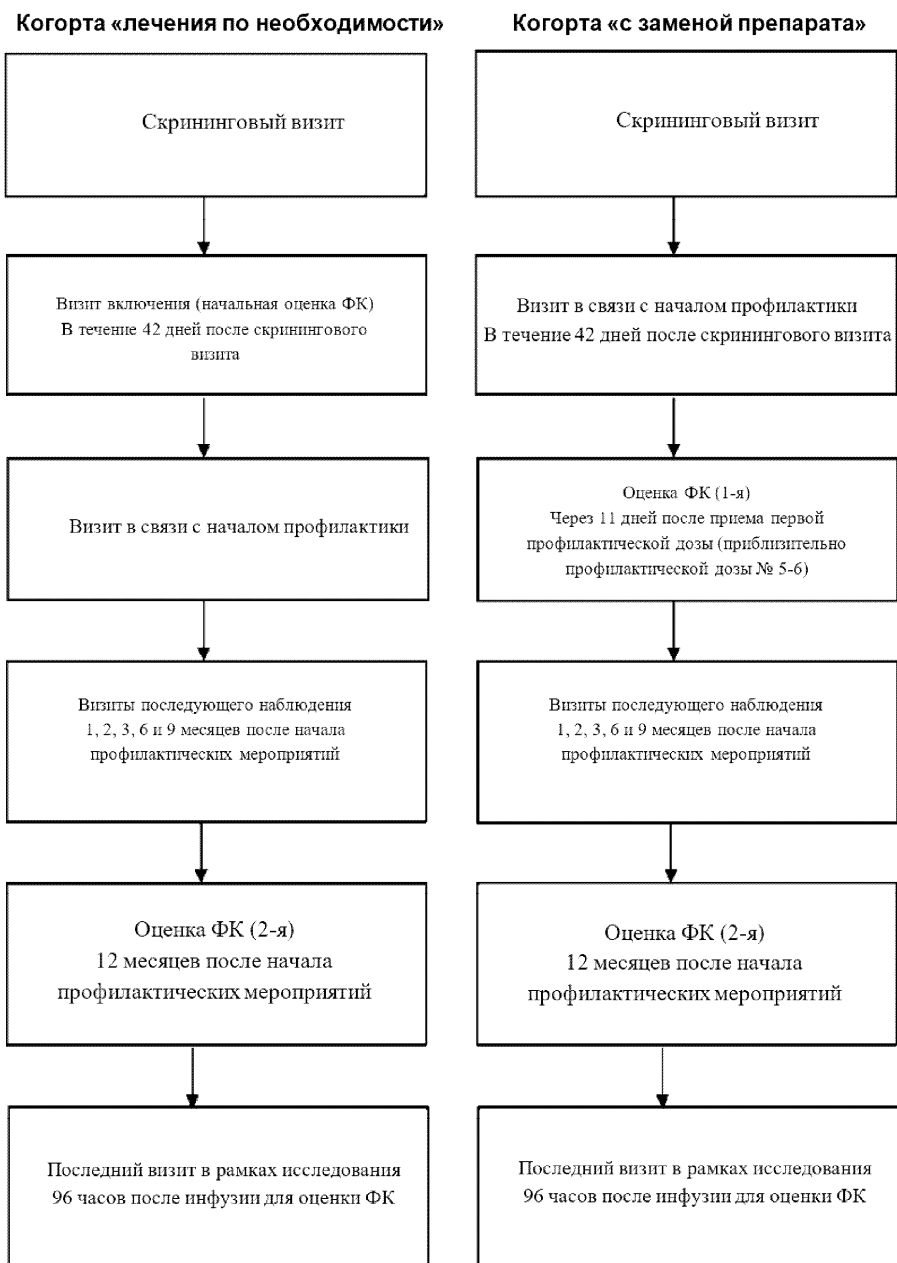 Когорта «лечения по необходимости»
Скрининговый визит
Визит включения (начальная оценка ФК)
В течение 42 дней после скринингового
визита
Визит в связи с началом профилактики
Визиты последующего наблюдения
1, 2, 3, 6 и 9 месяцев после начала
профилактических мероприятий
Оценка ФК (2-я)
12 месяцев после начала
профилактических мероприятий
Последний визит в рамках исследования
96 часов после инфузии для оценки ФК
Когорта «с заменой препарата»
Скрининговый визит
Визит в связи с началом профилактики
В течение 42 дней после скринингового визита
Оценка ФК (1-я)
Через 11 дней после приема первой
профилактической дозы (приблизительно
профилактической дозы № 5-6)
Визиты последующего наблюдения
1, 2, 3, 6 и 9 месяцев после начала
профилактических мероприятий
Оценка ФК (2-я)
12 месяцев после начала
профилактических мероприятий
Последний визит в рамках исследования
96 часов после инфузии для оценки ФК